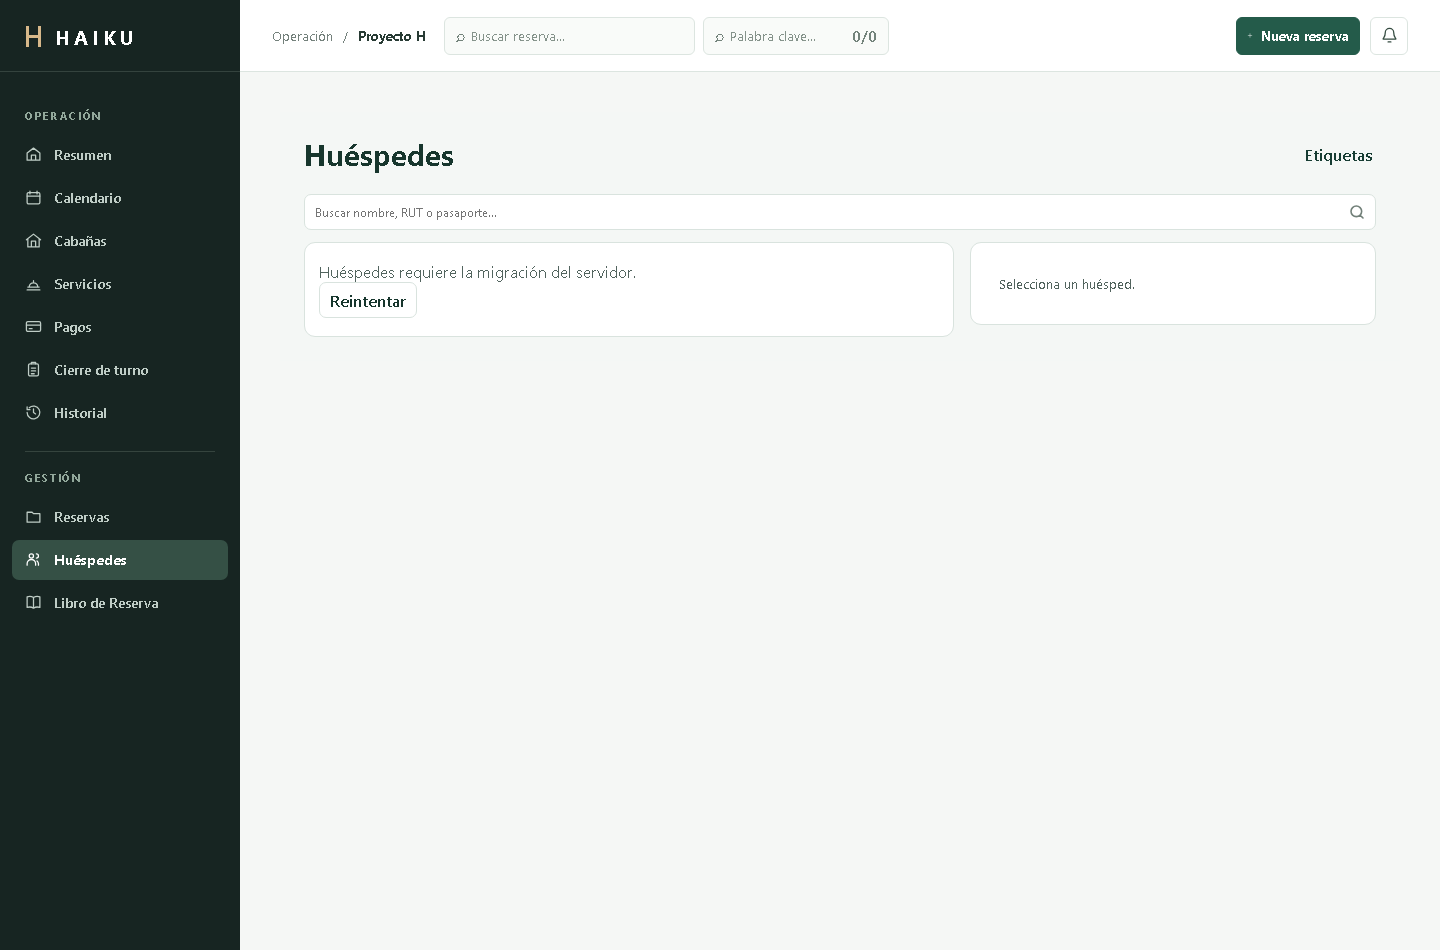 H HAIKU
Operación / Proyecto H
Buscar reserva...
Palabra clave... 0/0
+ Nueva reserva
OPERACIÓN
Resumen
Calendario
Cabañas
Servicios
Pagos
Cierre de turno
Historial
GESTIÓN
Reservas
Huéspedes
Libro de Reserva
Huéspedes
Etiquetas
Buscar nombre, RUT o pasaporte...
Huéspedes requiere la migración del servidor.
Reintentar
Selecciona un huésped.